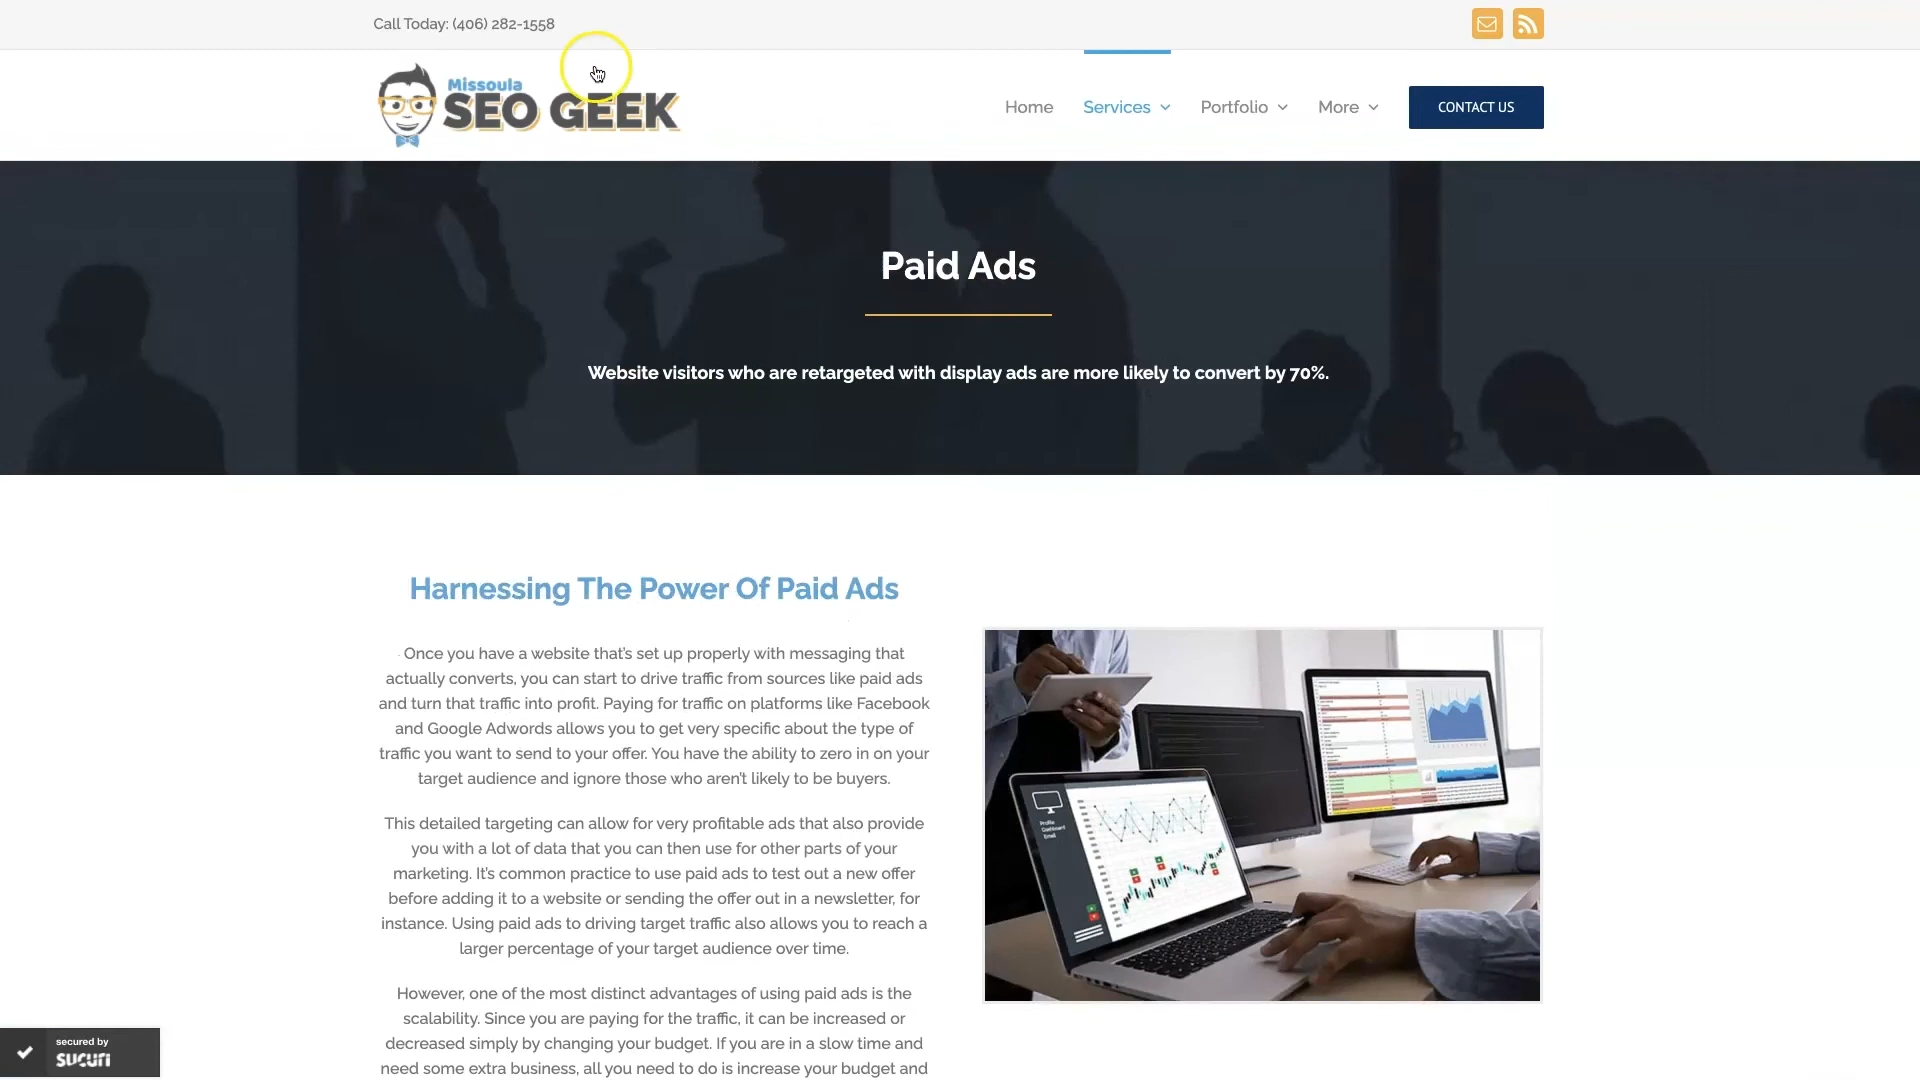 Call Today: (406) 282-1558
Missoula
SEO GEEK
Home
Services
Portfolio
More
CONTACT US
Paid Ads
Website visitors who are retargeted with display ads are more likely to convert by 70%.
Harnessing The Power Of Paid Ads
Once you have a website that's set up properly with messaging that
actually converts, you can start to drive traffic from sources like paid ads
and turn that traffic into profit. Paying for traffic on platforms like Facebook
and Google Adwords allows you to get very specific about the type of
traffic you want to send to your offer. You have the ability to zero in on your
target audience and ignore those who aren't likely to be buyers.
This detailed targeting can allow for very profitable ads that also provide
you with a lot of data that you can then use for other parts of your
marketing. It's common practice to use paid ads to test out a new offer
before adding it to a website or sending the offer out in a newsletter, for
instance. Using paid ads to driving target traffic also allows you to reach a
larger percentage of your target audience over time.
However, one of the most distinct advantages of using paid ads is the
scalability. Since you are paying for the traffic, it can be increased or
decreased simply by changing your budget. If you are in a slow time and
need some extra business, all you need to do is increase your budget and
Profile
Dashboard
Email
secured by
sucuri